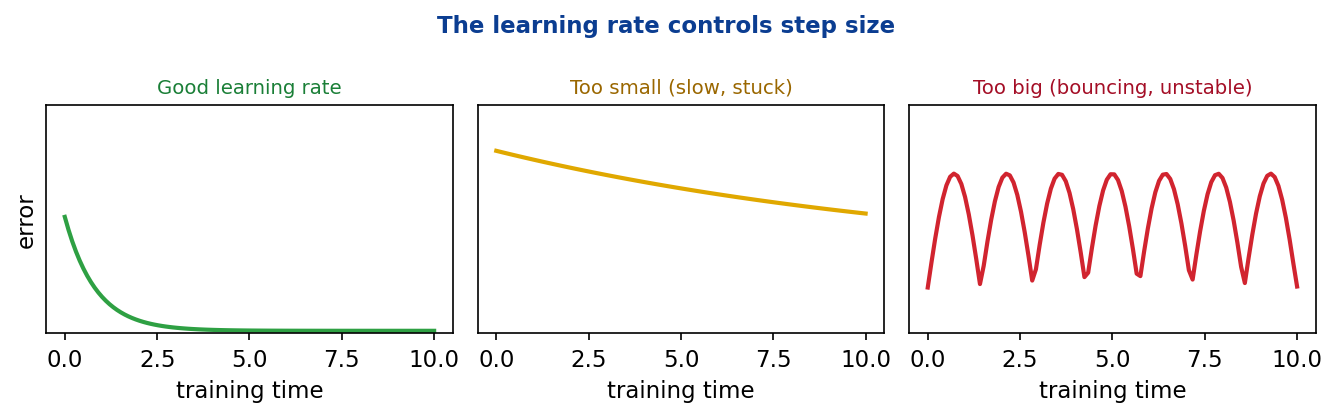 The learning rate controls step size
Good learning rate
Too small (slow, stuck)
Too big (bouncing, unstable)
error
0.0 2.5 5.0 7.5 10.0
0.0 2.5 5.0 7.5 10.0
0.0 2.5 5.0 7.5 10.0
training time
training time
training time